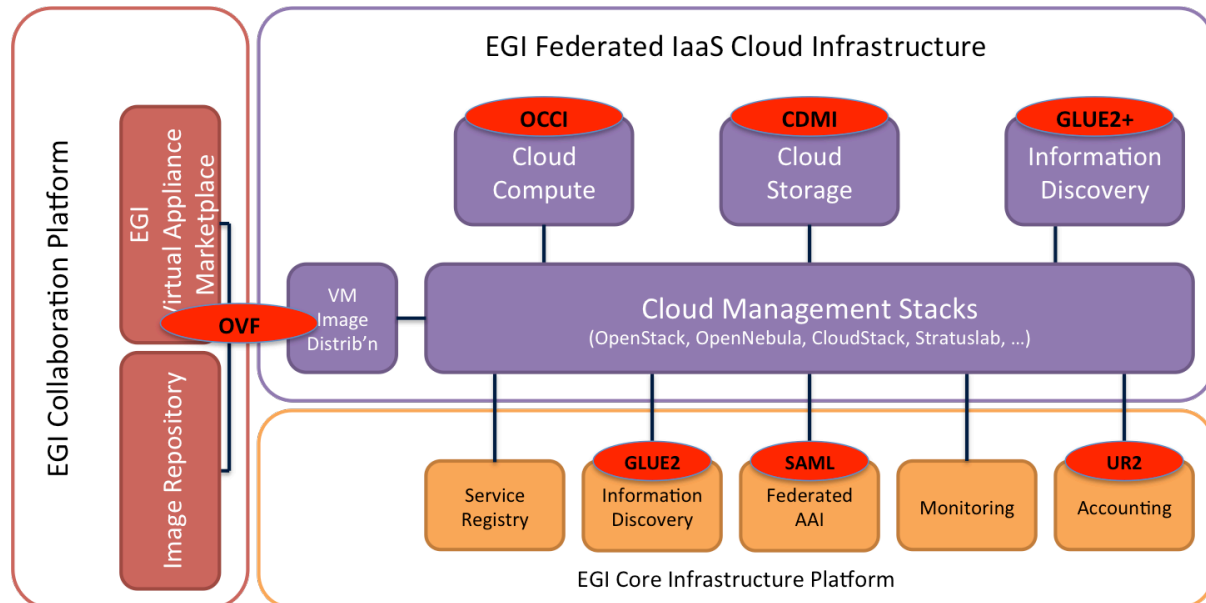 EGI Collaboration Platform
EGI
Virtual Appliance
Marketplace
Image Repository
OVF
EGI Federated IaaS Cloud Infrastructure
OCCI
Cloud
Compute
CDMI
Cloud
Storage
GLUE2+
Information
Discovery
VM
Image
Distrib’n
Cloud Management Stacks
(OpenStack, OpenNebula, CloudStack, Stratuslab, …)
Service
Registry
GLUE2
Information
Discovery
SAML
Federated
AAI
Monitoring
UR2
Accounting
EGI Core Infrastructure Platform